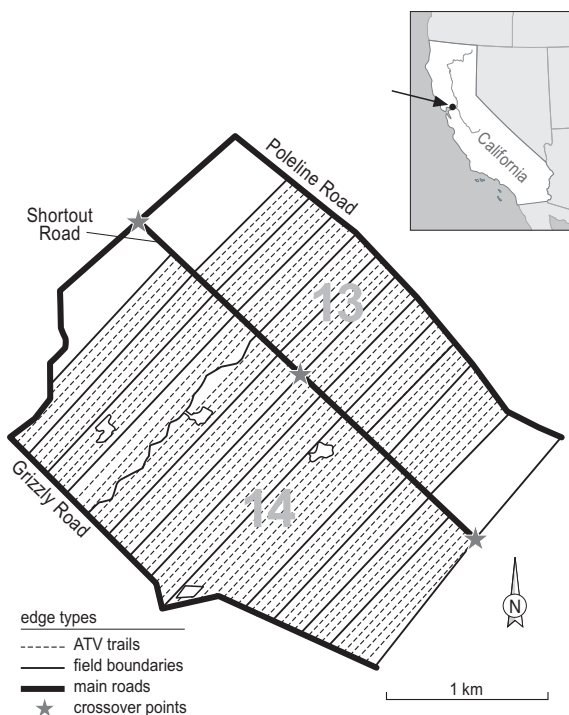 California
Poleline Road
Shortout
Road
13
14
Grizzly Road
N
edge types
ATV trails
field boundaries
main roads
crossover points
1 km